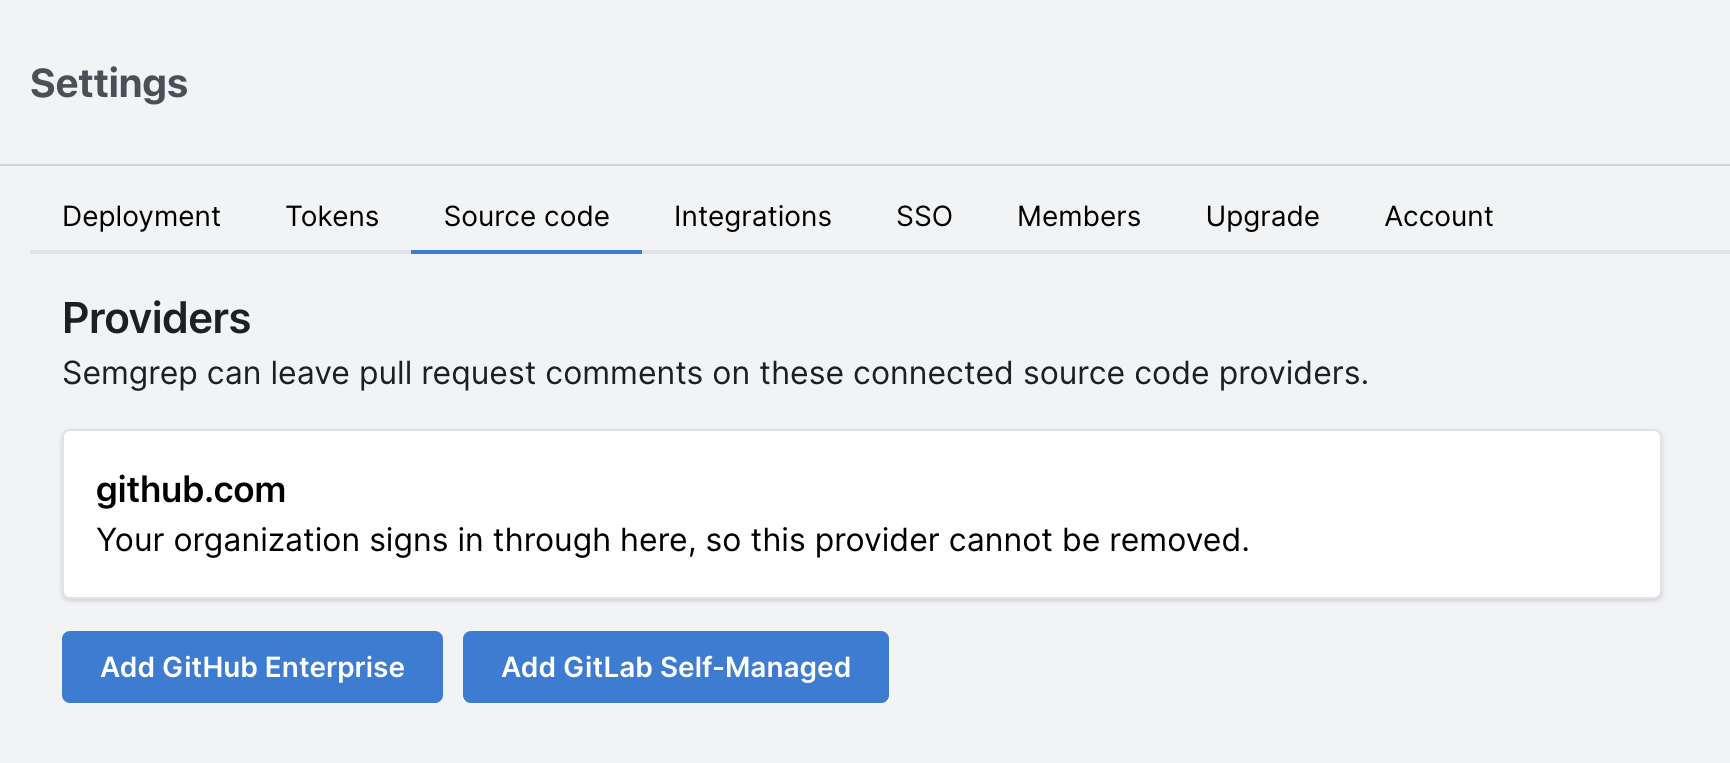 Settings
Deployment Tokens Source code Integrations SSO Members Upgrade Account
Providers
Semgrep can leave pull request comments on these connected source code providers.
github.com
Your organization signs in through here, so this provider cannot be removed.
Add GitHub Enterprise Add GitLab Self-Managed